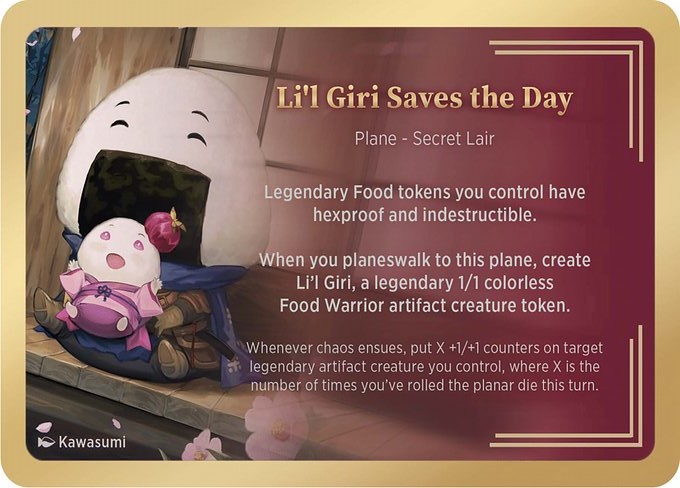 Li'l Giri Saves the Day
Plane - Secret Lair
Legendary Food tokens you control have
hexproof and indestructible.
When you planeswalk to this plane, create
Li’l Giri, a legendary 1/1 colorless
Food Warrior artifact creature token.
Whenever chaos ensues, put X +1/+1 counters on target
legendary artifact creature you control, where X is the
number of times you’ve rolled the planar die this turn.
Kawasumi